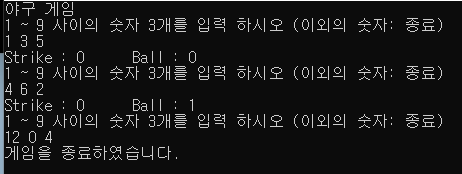 야구 게임
1 ~ 9 사이의 숫자 3개를 입력 하시오 (이외의 숫자: 종료)
1 3 5
Strike : 0 Ball : 0
1 ~ 9 사이의 숫자 3개를 입력 하시오 (이외의 숫자: 종료)
4 6 2
Strike : 0 Ball : 1
1 ~ 9 사이의 숫자 3개를 입력 하시오 (이외의 숫자: 종료)
12 0 4
게임을 종료하였습니다.